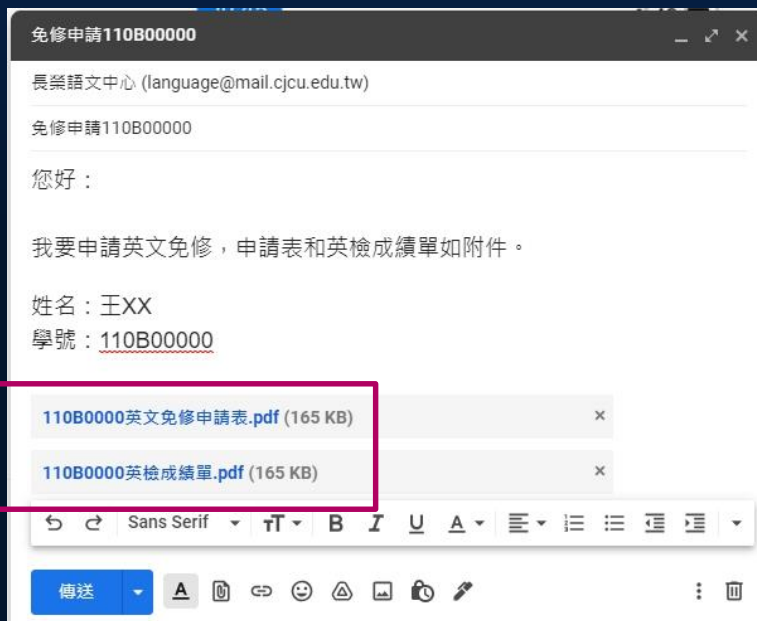 免修申請110B00000
長榮語文中心 (language@mail.cjcu.edu.tw)
免修申請110B00000
您好：
我要申請英文免修，申請表和英檢成績單如附件。
姓名：王XX
學號：110B00000
110B0000英文免修申請表.pdf (165 KB)
110B0000英檢成績單.pdf (165 KB)
Sans Serif
傳送